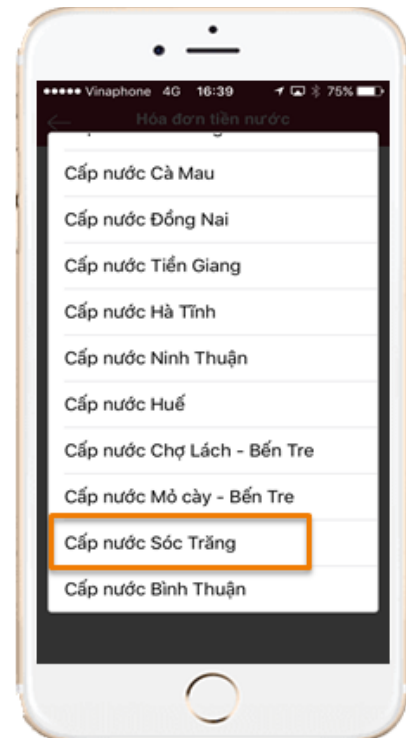 Vinaphone 4G 16:39 75%
Hóa đơn tiền nước
Cấp nước Cà Mau
Cấp nước Đồng Nai
Cấp nước Tiền Giang
Cấp nước Hà Tĩnh
Cấp nước Ninh Thuận
Cấp nước Huế
Cấp nước Chợ Lách - Bến Tre
Cấp nước Mỏ cày - Bến Tre
Cấp nước Sóc Trăng
Cấp nước Bình Thuận